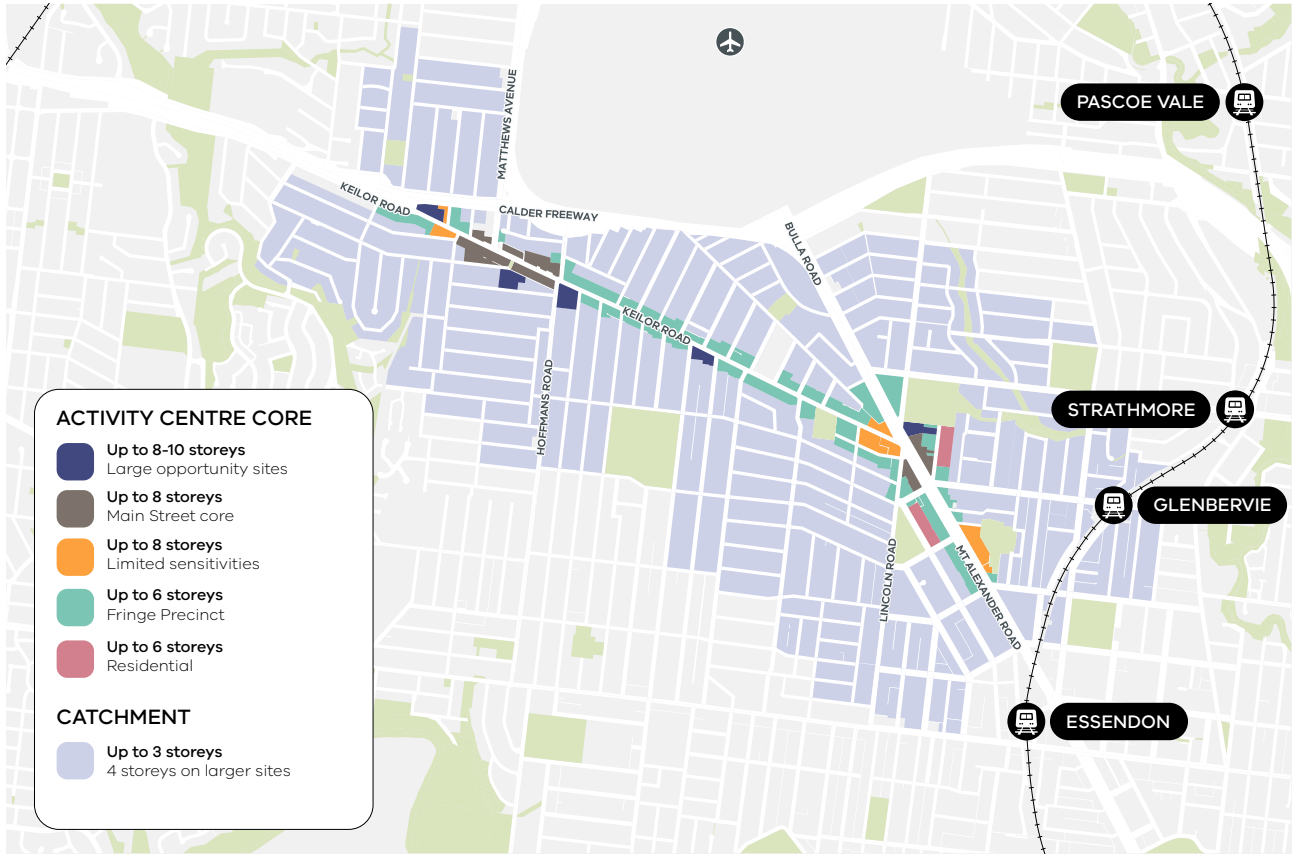 PASCOE VALE
MATTHEWS AVENUE
KEILOR ROAD
CALDER FREEWAY
BULLA ROAD
KEILOR ROAD
HOFFMANS ROAD
STRATHMORE
GLENBERVIE
LINCOLN ROAD
MT ALEXANDER ROAD
ESSENDON
ACTIVITY CENTRE CORE
Up to 8-10 storeys
Large opportunity sites
Up to 8 storeys
Main Street core
Up to 8 storeys
Limited sensitivities
Up to 6 storeys
Fringe Precinct
Up to 6 storeys
Residential
CATCHMENT
Up to 3 storeys
4 storeys on larger sites